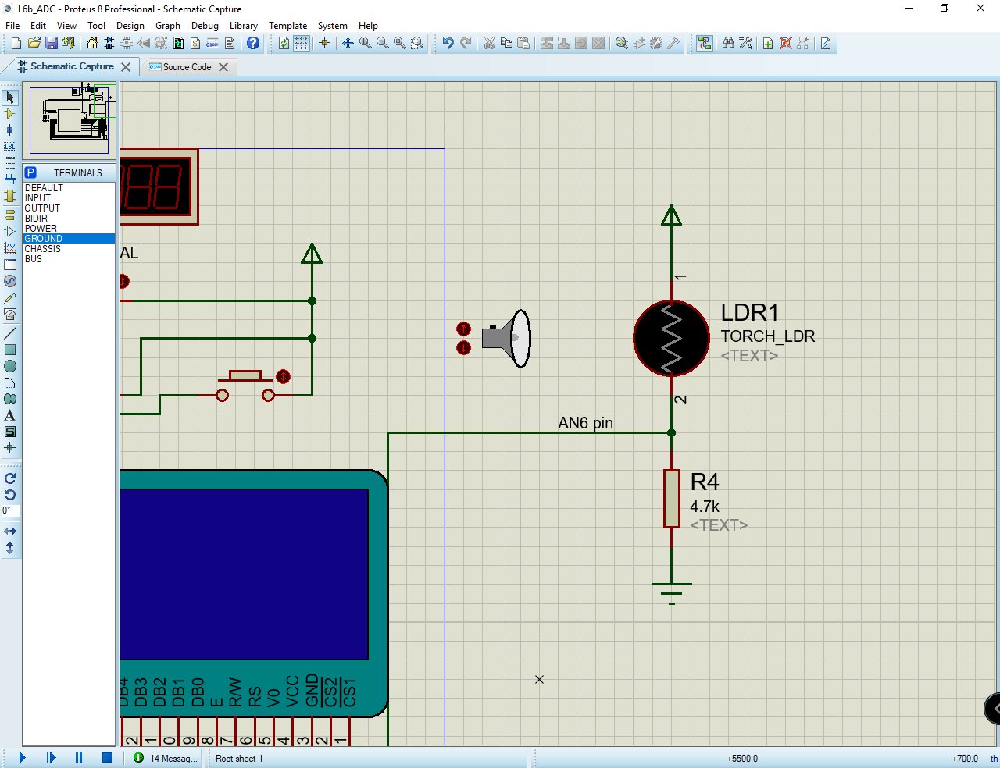 L6b_ADC - Proteus 8 Professional - Schematic Capture
File Edit View Tool Design Graph Debug Library Template System Help
Schematic Capture
Source Code
LBL
P TERMINALS
DEFAULT
INPUT
OUTPUT
BIDIR
POWER
GROUND
CHASSIS
BUS
A
S
0°
AL
1
LDR1
TORCH_LDR
<TEXT>
2
AN6 pin
R4
4.7k
<TEXT>
DB4 DB3 DB2 DB1 DB0 E R/W RS V0 VCC GND CS2 CS1
2 1 0 9 8 7 6 5 4 3 2 1
14 Messag...
Root sheet 1
+5500.0
+700.0
th